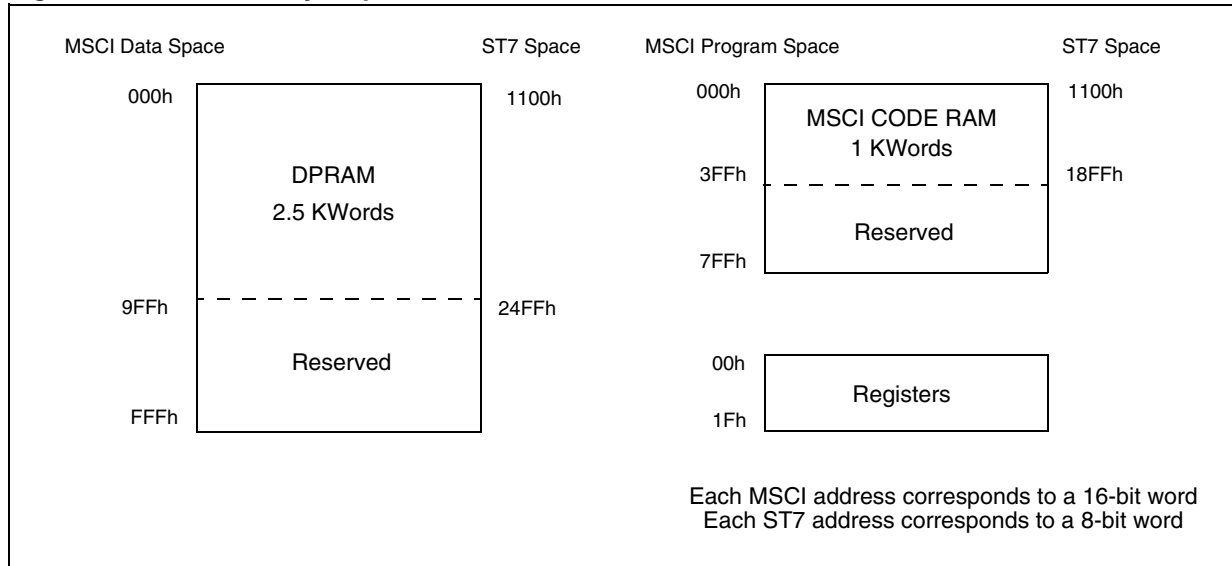 MSCI Data Space
ST7 Space
000h
1100h
DPRAM
2.5 KWords
9FFh
24FFh
Reserved
FFFh
MSCI Program Space
ST7 Space
000h
1100h
MSCI CODE RAM
1 KWords
3FFh
18FFh
Reserved
7FFh
00h
Registers
1Fh
Each MSCI address corresponds to a 16-bit word
Each ST7 address corresponds to a 8-bit word